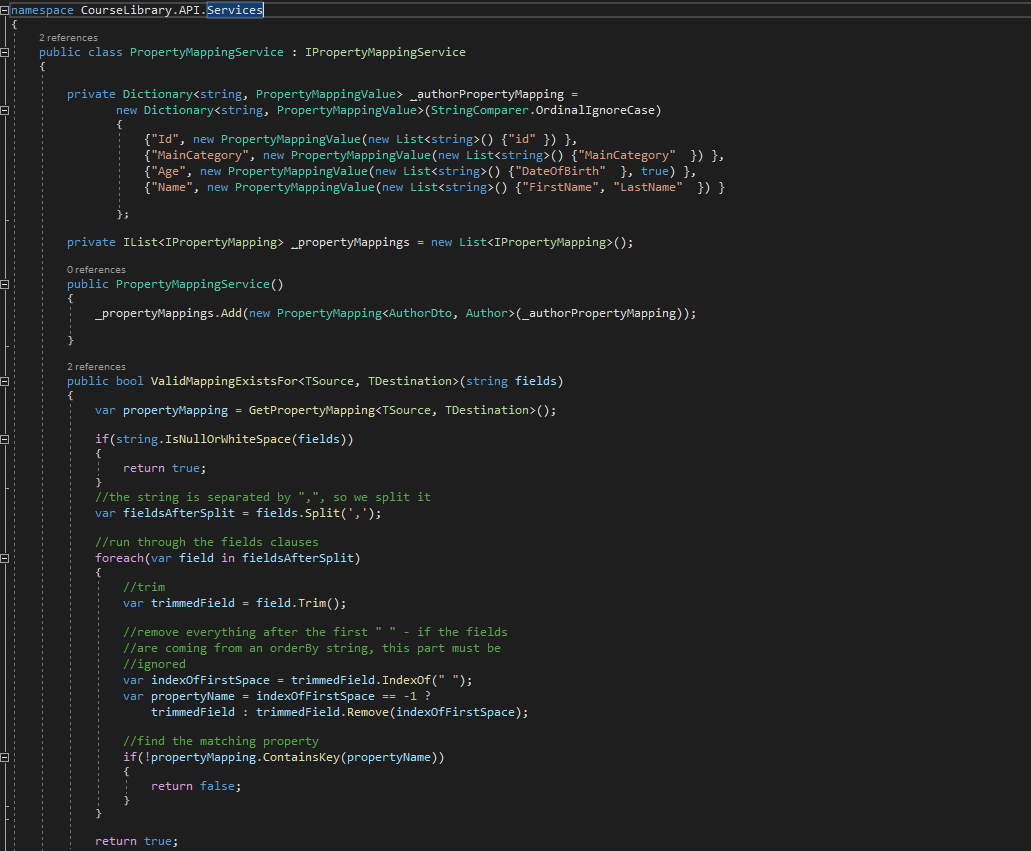 namespace CourseLibrary.API.Services
{
2 references
public class PropertyMappingService : IPropertyMappingService
{
private Dictionary<string, PropertyMappingValue> _authorPropertyMapping =
new Dictionary<string, PropertyMappingValue>(StringComparer.OrdinalIgnoreCase)
{
{"Id", new PropertyMappingValue(new List<string>() {"id" }) },
{"MainCategory", new PropertyMappingValue(new List<string>() {"MainCategory"  }) },
{"Age", new PropertyMappingValue(new List<string>() {"DateOfBirth"  }, true) },
{"Name", new PropertyMappingValue(new List<string>() {"FirstName", "LastName"  }) }
};
private IList<IPropertyMapping> _propertyMappings = new List<IPropertyMapping>();
0 references
public PropertyMappingService()
{
_propertyMappings.Add(new PropertyMapping<AuthorDto, Author>(_authorPropertyMapping));
}
2 references
public bool ValidMappingExistsFor<TSource, TDestination>(string fields)
{
var propertyMapping = GetPropertyMapping<TSource, TDestination>();
if(string.IsNullOrWhiteSpace(fields))
{
return true;
}
//the string is separated by ",", so we split it
var fieldsAfterSplit = fields.Split(',');
//run through the fields clauses
foreach(var field in fieldsAfterSplit)
{
//trim
var trimmedField = field.Trim();
//remove everything after the first " " - if the fields
//are coming from an orderBy string, this part must be
//ignored
var indexOfFirstSpace = trimmedField.IndexOf(" ");
var propertyName = indexOfFirstSpace == -1 ?
trimmedField : trimmedField.Remove(indexOfFirstSpace);
//find the matching property
if(!propertyMapping.ContainsKey(propertyName))
{
return false;
}
}
return true;